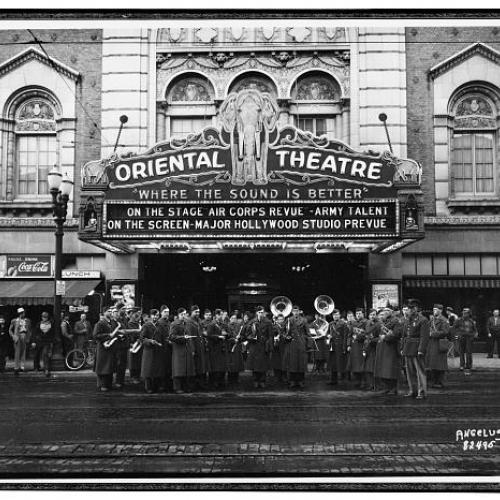 ORIENTAL THEATRE
"WHERE THE SOUND IS BETTER"
ON THE STAGE AIR CORPS REVUE - ARMY TALENT
ON THE SCREEN-MAJOR HOLLYWOOD STUDIO PREVUE
Coca-Cola
LUNCH
ANGELUS
82495